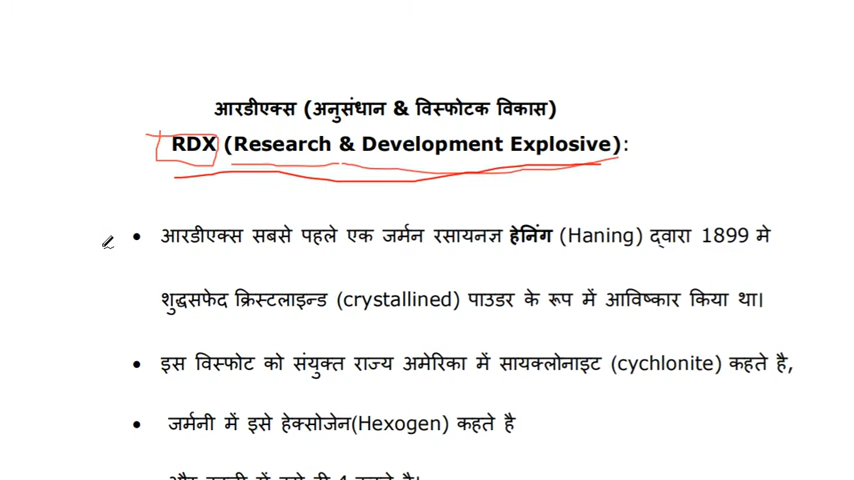 आरडीएक्स (अनुसंधान & विस्फोटक विकास)
RDX (Research & Development Explosive):
• आरडीएक्स सबसे पहले एक जर्मन रसायनज्ञ हेनिंग (Haning) द्वारा 1899 मे
शुद्धसफेद क्रिस्टलाइन्ड (crystallined) पाउडर के रूप में आविष्कार किया था।
• इस विस्फोट को संयुक्त राज्य अमेरिका में सायक्लोनाइट (cychlonite) कहते है,
• जर्मनी में इसे हेक्सोजेन(Hexogen) कहते है